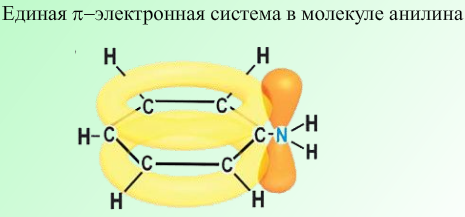 Единая π–электронная система в молекуле анилина
H H
C C
H–C C–N–H
H
C C
H H